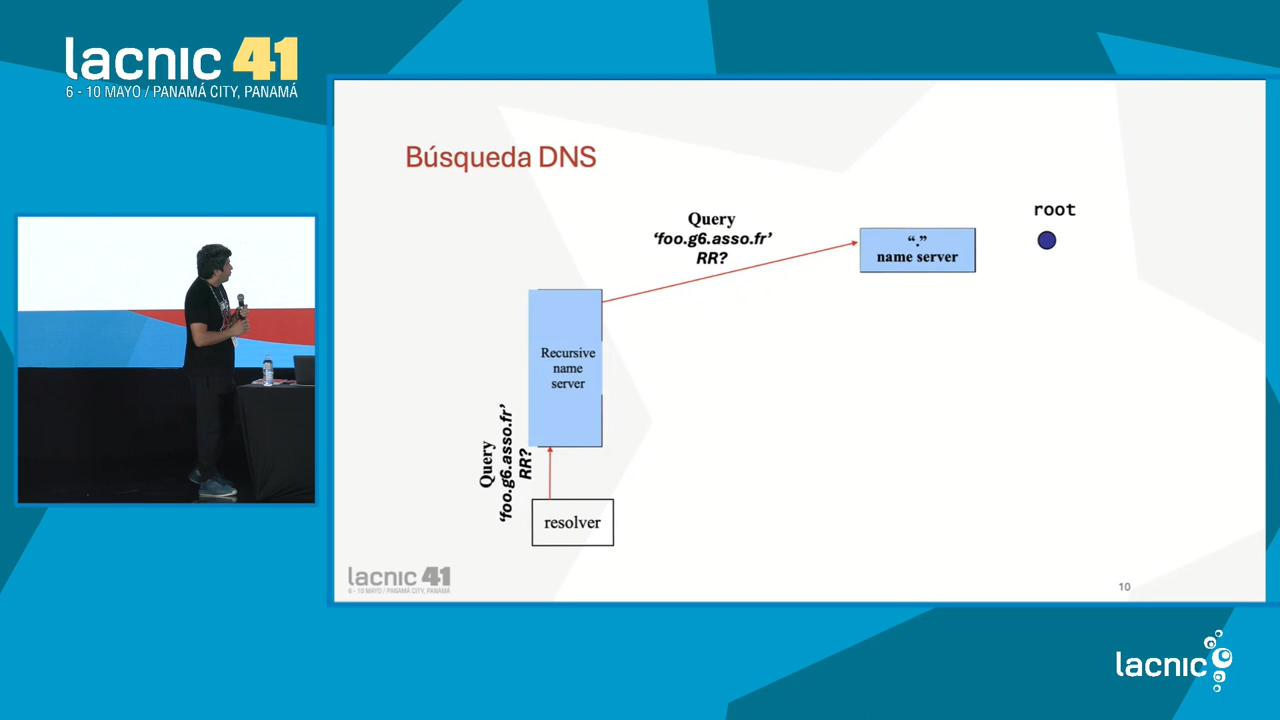 lacnic 41
6 - 10 MAYO / PANAMÁ CITY, PANAMÁ
Búsqueda DNS
Query
‘foo.g6.asso.fr’
RR?
“.”
name server
root
Recursive
name
server
Query
‘foo.g6.asso.fr’
RR?
resolver
lacnic 41
6 - 10 MAYO / PANAMÁ CITY, PANAMÁ
10
lacnic